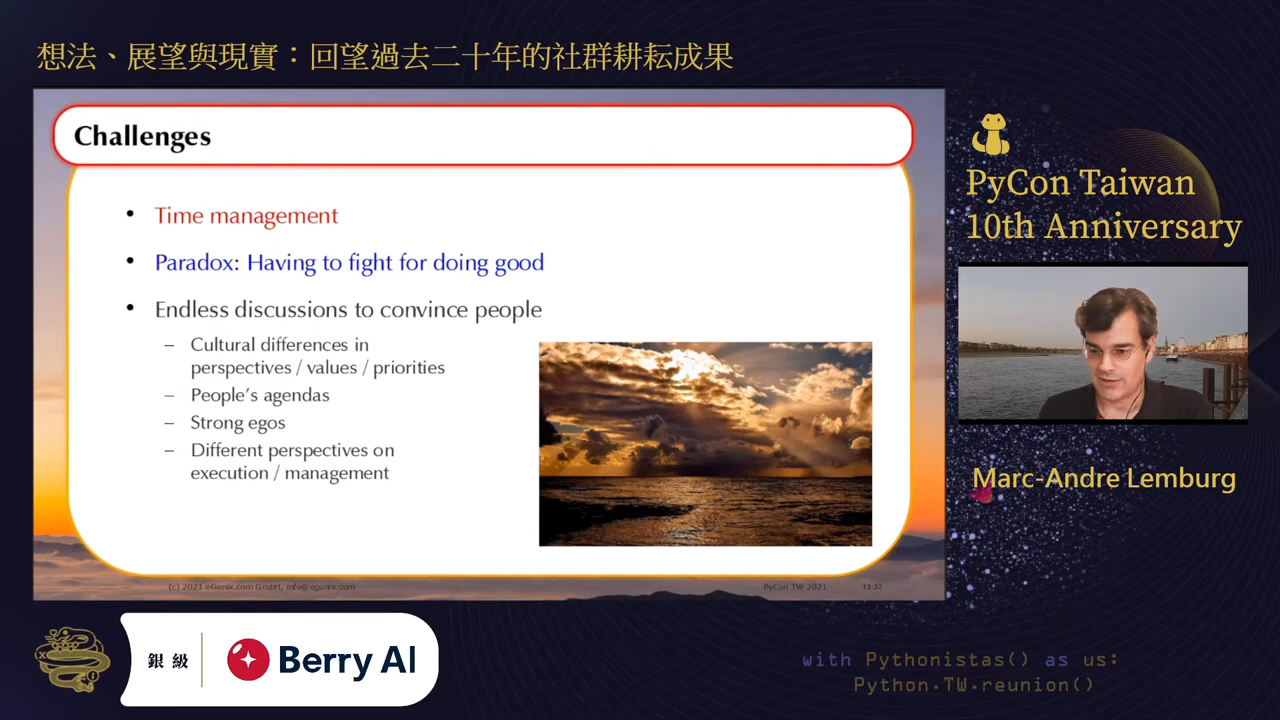 想法、展望與現實：回望過去二十年的社群耕耘成果
Challenges
• Time management
• Paradox: Having to fight for doing good
• Endless discussions to convince people
– Cultural differences in
perspectives / values / priorities
– People's agendas
– Strong egos
– Different perspectives on
execution / management
(c) 2021 eGenix.com GmbH, info@egenix.com
PyCon TW 2021
13:32
PyCon Taiwan
10th Anniversary
Marc-Andre Lemburg
銀級
Berry AI
with Pythonistas() as us:
Python.TW.reunion()